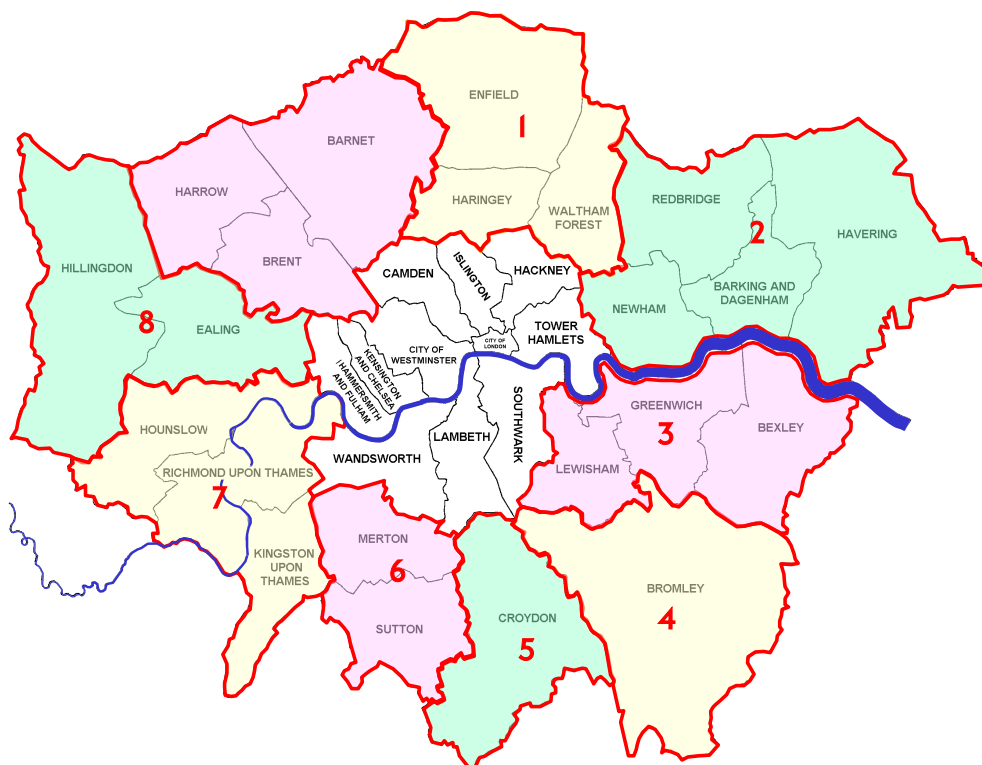 ENFIELD
1
BARNET
HARROW
HARINGEY
WALTHAM
FOREST
REDBRIDGE
2
HAVERING
BRENT
HILLINGDON
CAMDEN
ISLINGTON
HACKNEY
BARKING AND
DAGENHAM
NEWHAM
8
EALING
TOWER
HAMLETS
CITY OF
LONDON
CITY OF
WESTMINSTER
KENSINGTON
AND CHELSEA
HAMMERSMITH
AND FULHAM
SOUTHWARK
GREENWICH
3
BEXLEY
HOUNSLOW
LAMBETH
WANDSWORTH
LEWISHAM
RICHMOND UPON THAMES
7
MERTON
6
KINGSTON
UPON
THAMES
BROMLEY
4
SUTTON
CROYDON
5